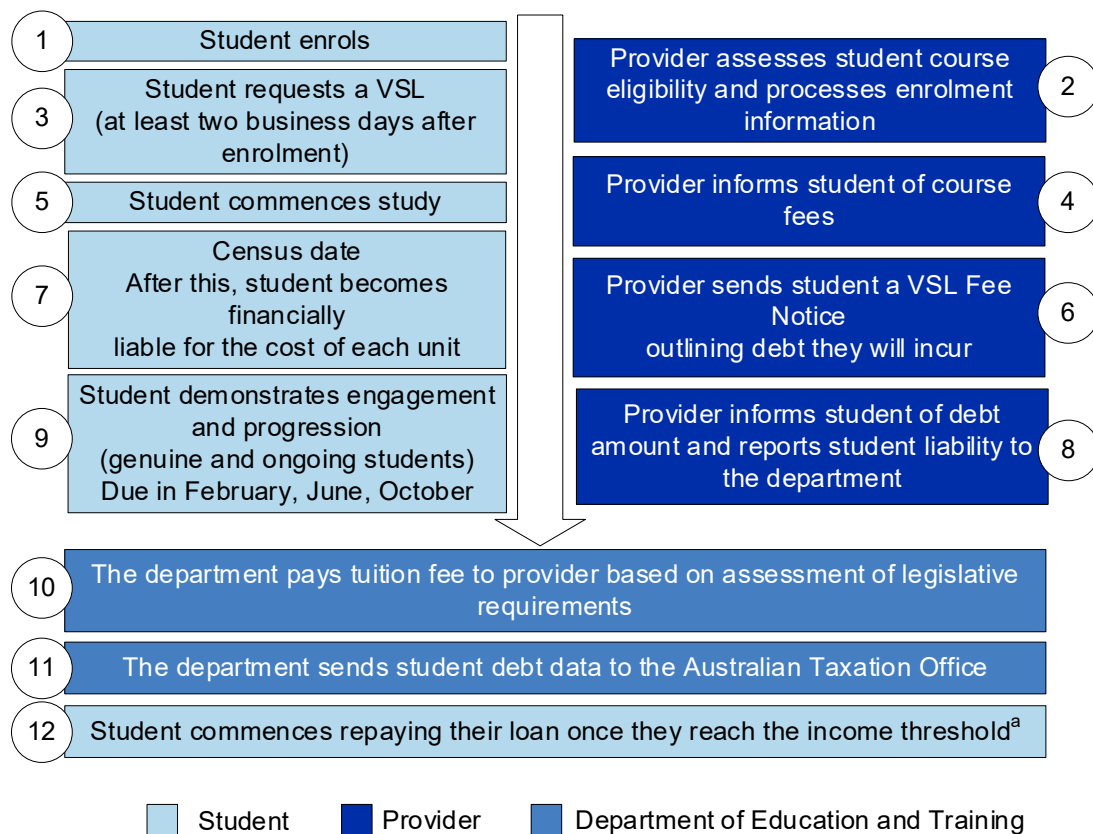 1
Student enrols
2
Provider assesses student course
eligibility and processes enrolment
information
3
Student requests a VSL
(at least two business days after
enrolment)
4
Provider informs student of course
fees
5
Student commences study
6
Provider sends student a VSL Fee
Notice
outlining debt they will incur
7
Census date
After this, student becomes
financially
liable for the cost of each unit
8
Provider informs student of debt
amount and reports student liability to
the department
9
Student demonstrates engagement
and progression
(genuine and ongoing students)
Due in February, June, October
10
The department pays tuition fee to provider based on assessment of legislative
requirements
11
The department sends student debt data to the Australian Taxation Office
12
Student commences repaying their loan once they reach the income thresholdᵃ
Student
Provider
Department of Education and Training